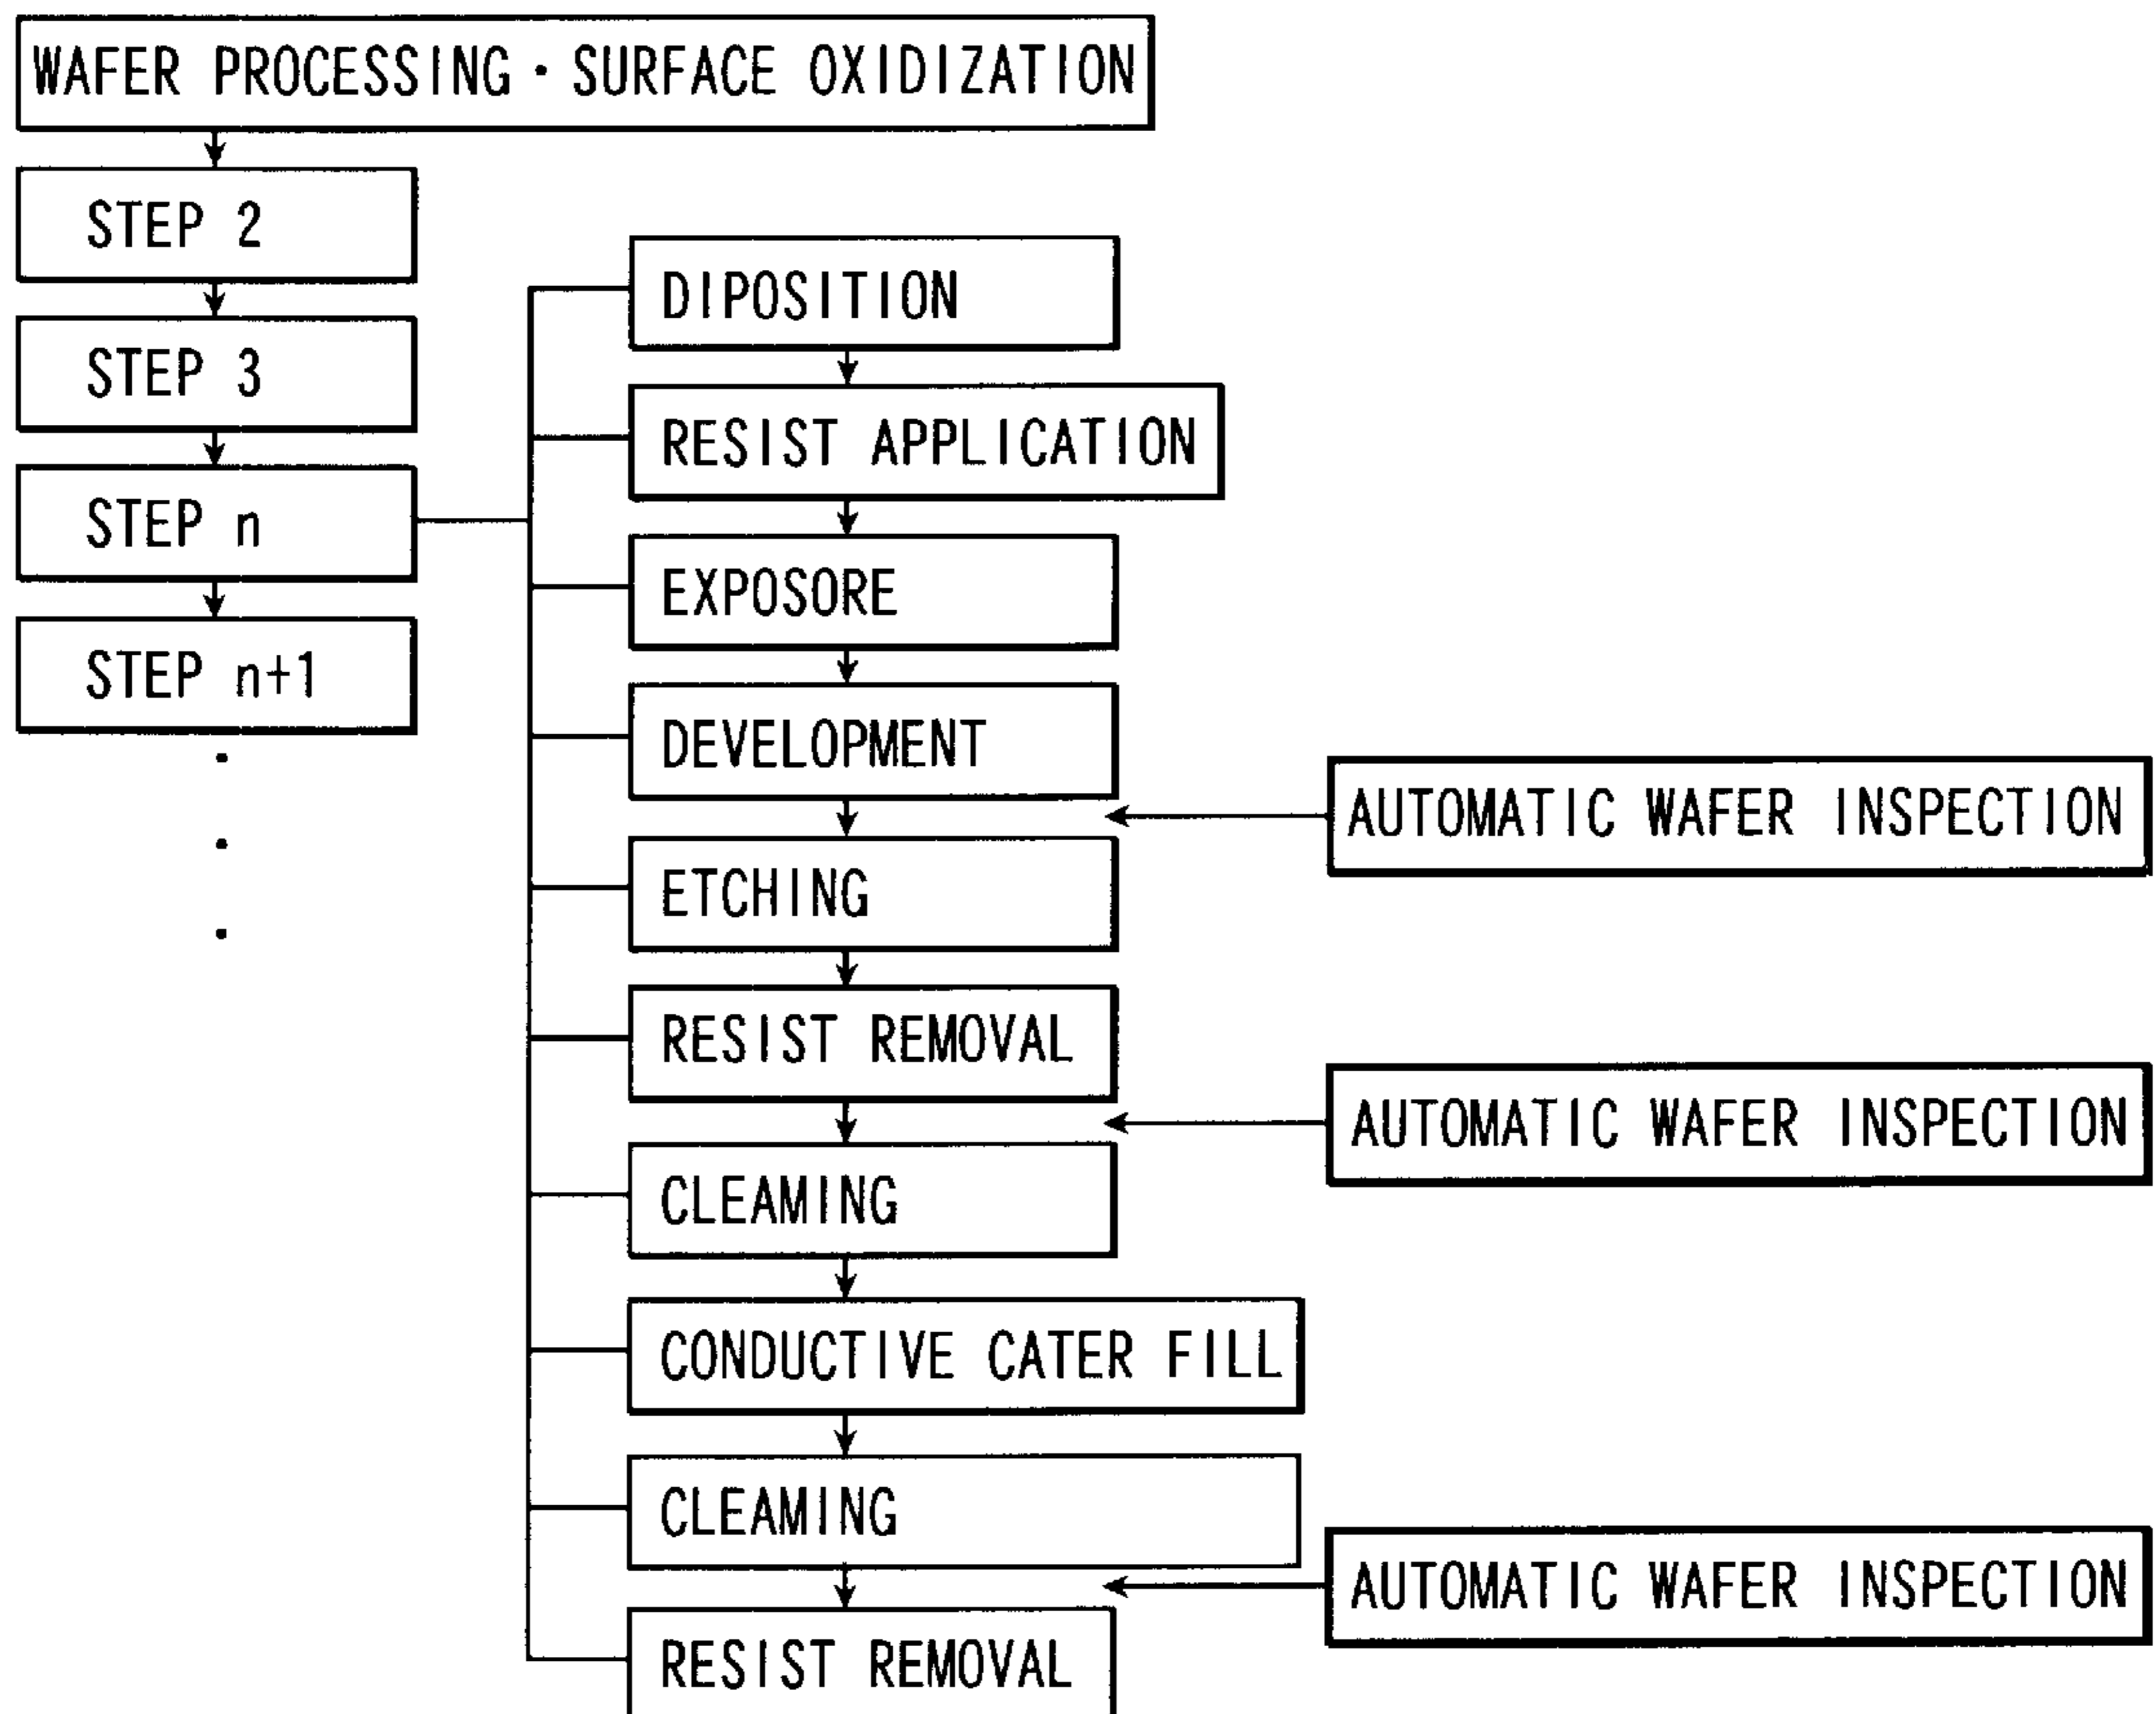 WAFER PROCESSING・SURFACE OXIDIZATION
STEP 2
STEP 3
STEP n
STEP n+1
DIPOSITION
RESIST APPLICATION
EXPOSORE
DEVELOPMENT
AUTOMATIC WAFER INSPECTION
ETCHING
RESIST REMOVAL
AUTOMATIC WAFER INSPECTION
CLEAMING
CONDUCTIVE CATER FILL
CLEAMING
AUTOMATIC WAFER INSPECTION
RESIST REMOVAL